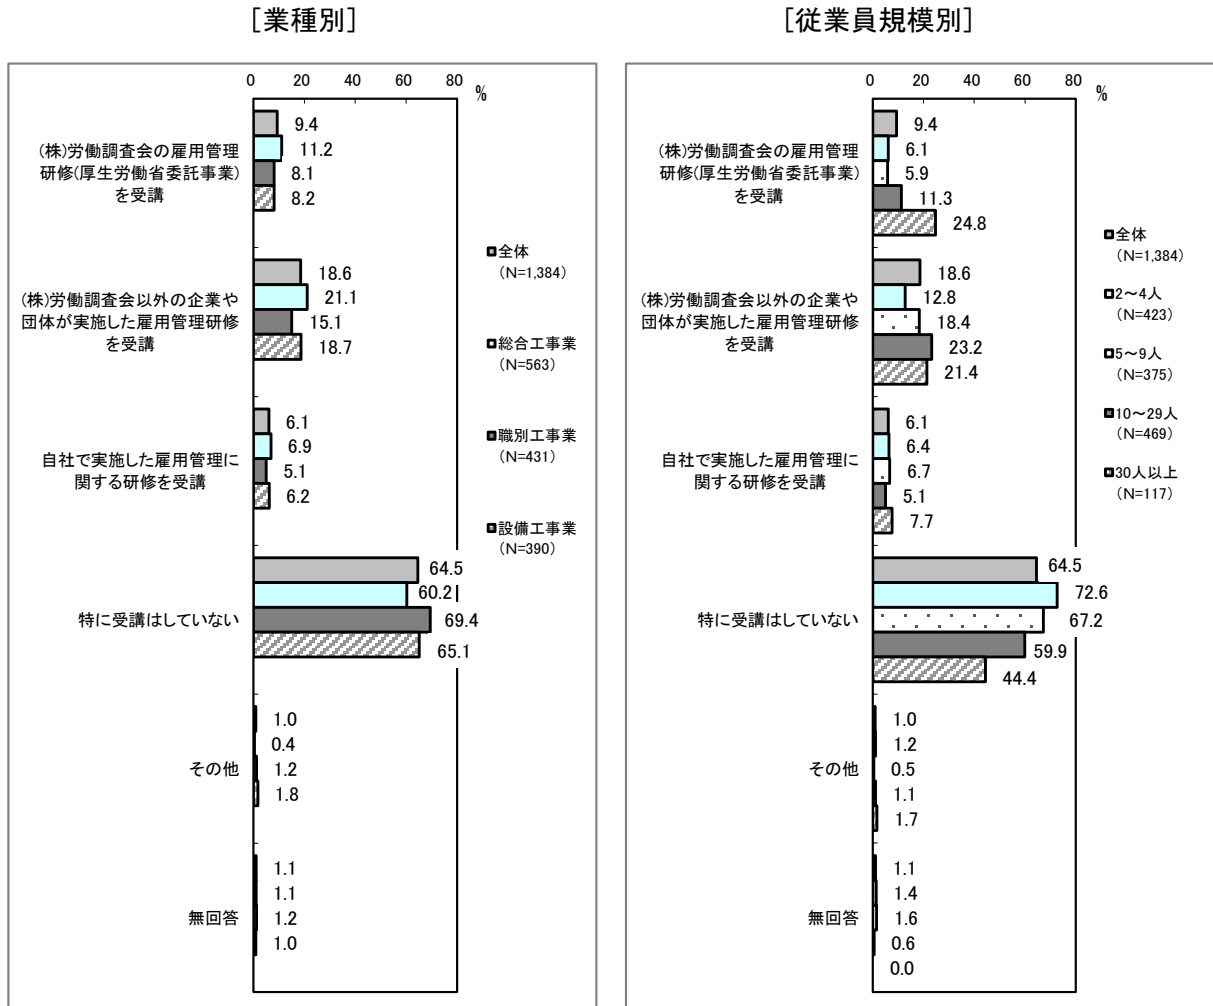 ［業種別］
0 20 40 60 80
%
(株)労働調査会の雇用管理
研修(厚生労働省委託事業)
を受講
9.4
11.2
8.1
8.2
(株)労働調査会以外の企業や
団体が実施した雇用管理研修
を受講
18.6
21.1
15.1
18.7
自社で実施した雇用管理に
関する研修を受講
6.1
6.9
5.1
6.2
特に受講はしていない
64.5
60.2
69.4
65.1
その他
1.0
0.4
1.2
1.8
無回答
1.1
1.1
1.2
1.0
全体
(N=1,384)
総合工事業
(N=563)
職別工事業
(N=431)
設備工事業
(N=390)
［従業員規模別］
0 20 40 60 80
%
(株)労働調査会の雇用管理
研修(厚生労働省委託事業)
を受講
9.4
6.1
5.9
11.3
24.8
(株)労働調査会以外の企業や
団体が実施した雇用管理研修
を受講
18.6
12.8
18.4
23.2
21.4
自社で実施した雇用管理に
関する研修を受講
6.1
6.4
6.7
5.1
7.7
特に受講はしていない
64.5
72.6
67.2
59.9
44.4
その他
1.0
1.2
0.5
1.1
1.7
無回答
1.1
1.4
1.6
0.6
0.0
全体
(N=1,384)
2～4人
(N=423)
5～9人
(N=375)
10～29人
(N=469)
30人以上
(N=117)